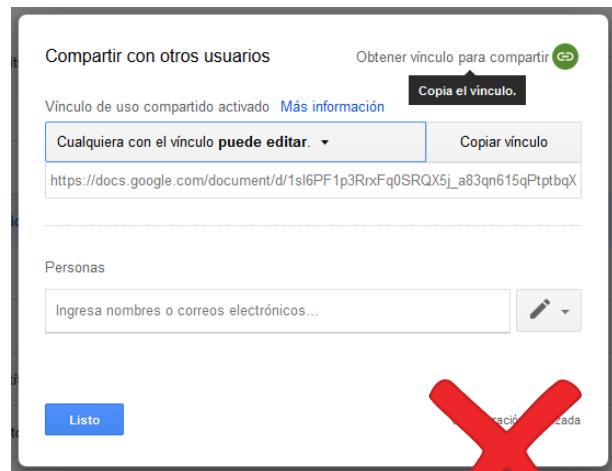 Compartir con otros usuarios
Obtener vínculo para compartir
Copia el vínculo.
Vínculo de uso compartido activado Más información
Cualquiera con el vínculo puede editar.
Copiar vínculo
https://docs.google.com/document/d/1sl6PF1p3RrxFq0SRQX5j_a83qn615qPtptbqX
Personas
Ingresa nombres o correos electrónicos...
Listo